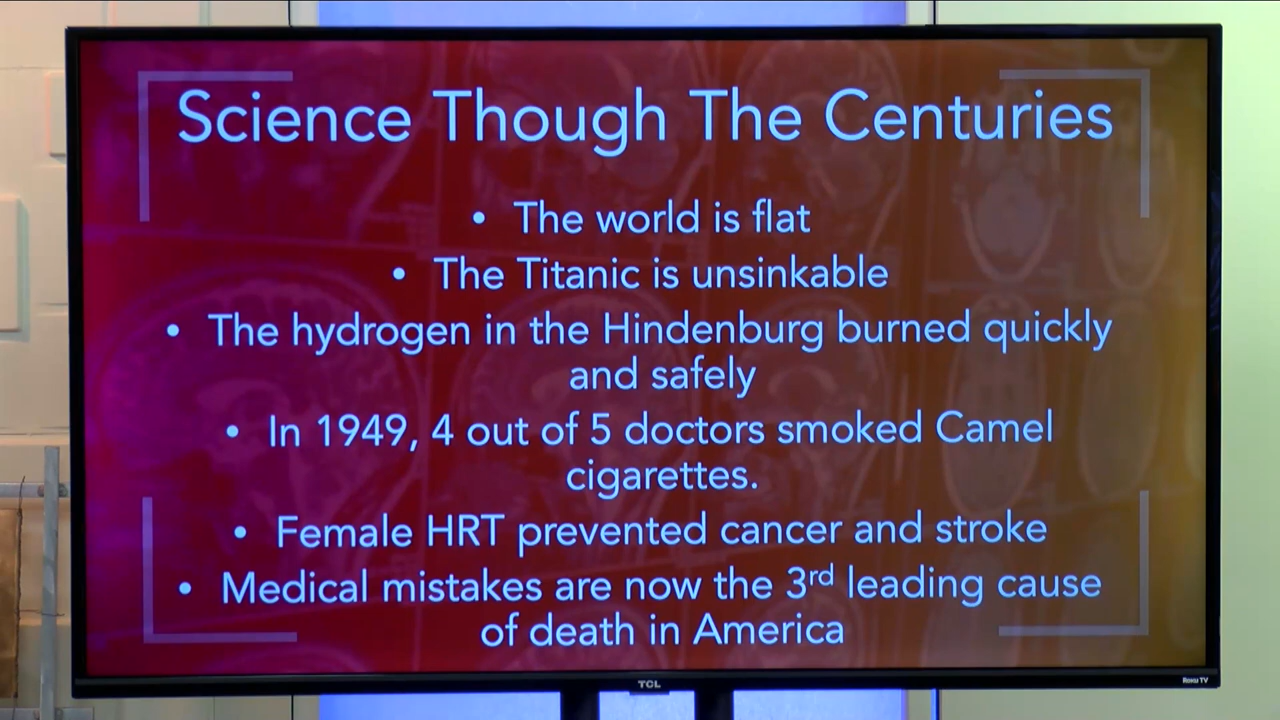 Science Though The Centuries
• The world is flat
• The Titanic is unsinkable
• The hydrogen in the Hindenburg burned quickly
and safely
• In 1949, 4 out of 5 doctors smoked Camel
cigarettes.
• Female HRT prevented cancer and stroke
• Medical mistakes are now the 3rd leading cause
of death in America
TCL
Roku TV